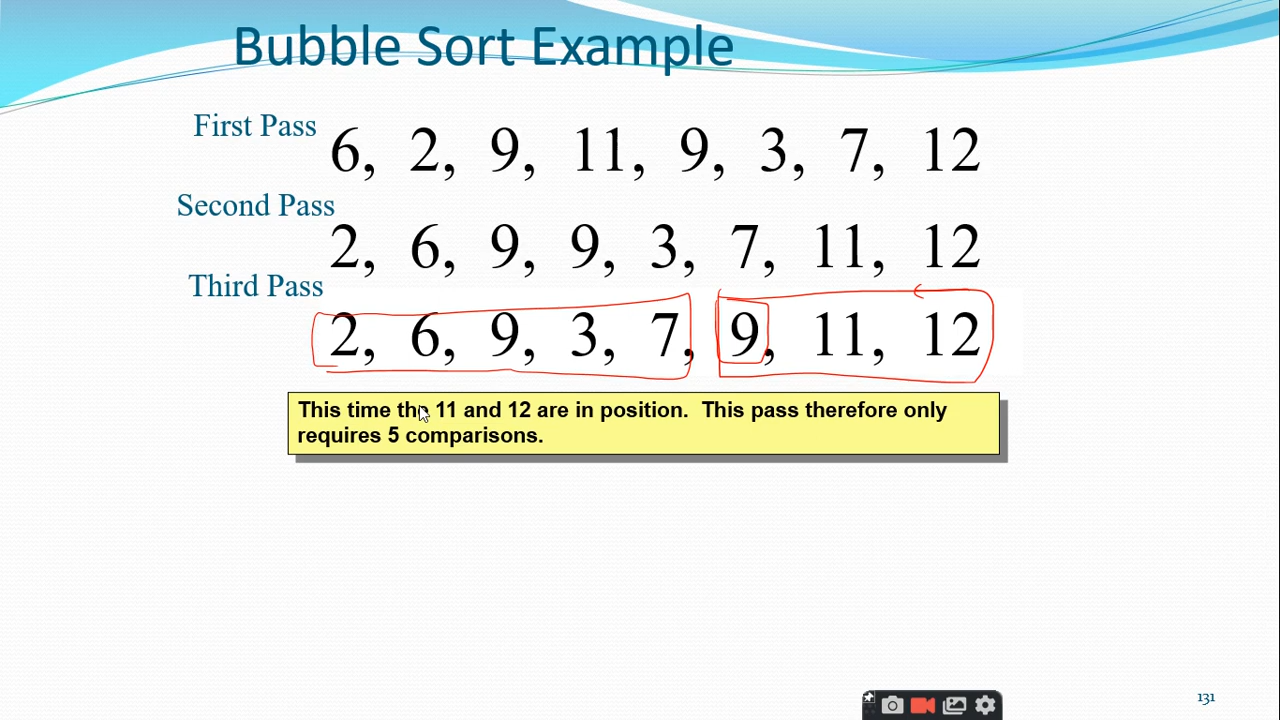 Bubble Sort Example
First Pass
6, 2, 9, 11, 9, 3, 7, 12
Second Pass
2, 6, 9, 9, 3, 7, 11, 12
Third Pass
2, 6, 9, 3, 7, 9, 11, 12
This time the 11 and 12 are in position. This pass therefore only
requires 5 comparisons.
131